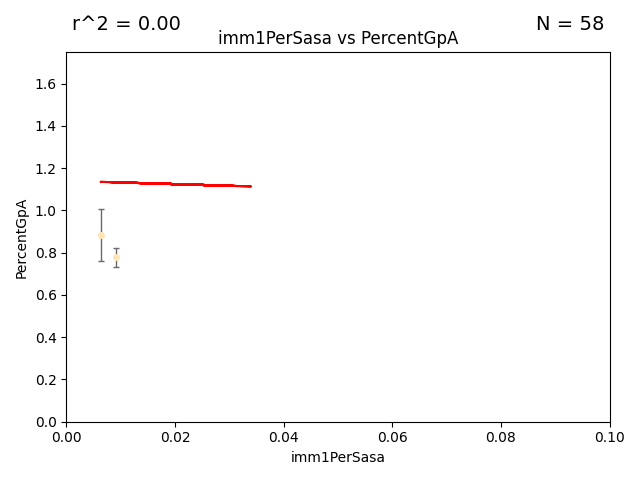 r^2 = 0.00
N = 58
imm1PerSasa vs PercentGpA
PercentGpA
1.6
1.4
1.2
1.0
0.8
0.6
0.4
0.2
0.0
0.00 0.02 0.04 0.06 0.08 0.10
imm1PerSasa